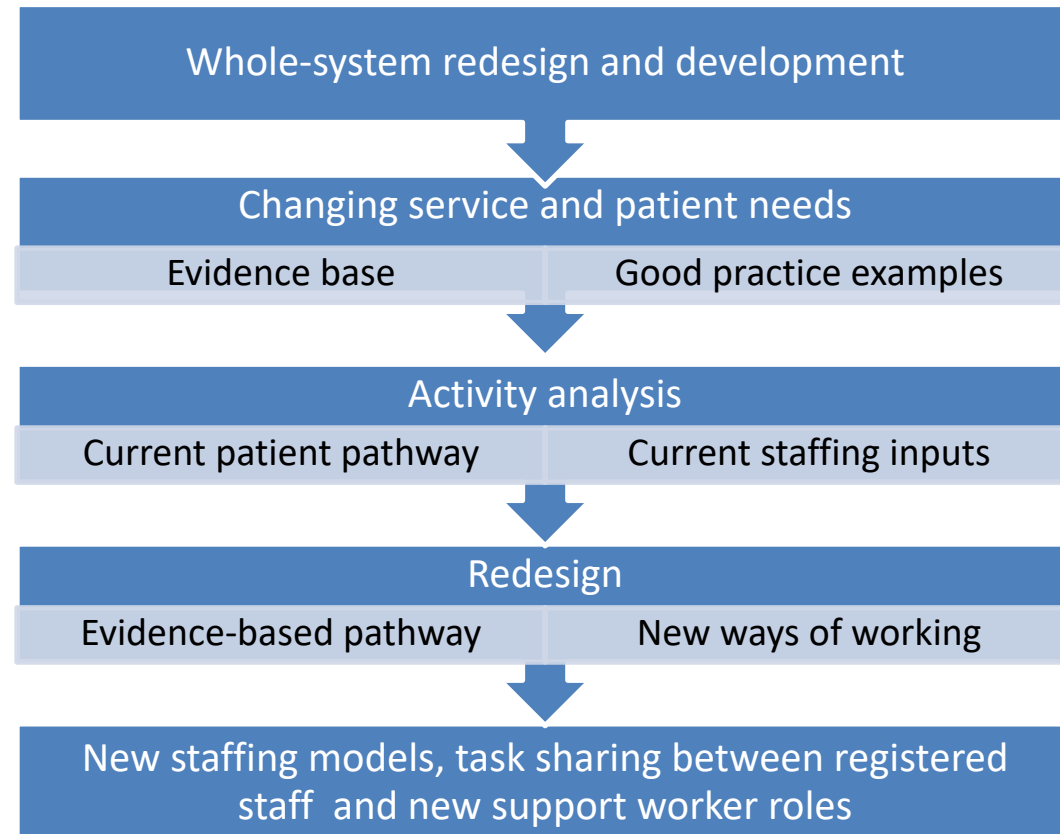 Whole-system redesign and development
Changing service and patient needs
Evidence base
Good practice examples
Activity analysis
Current patient pathway
Current staffing inputs
Redesign
Evidence-based pathway
New ways of working
New staffing models, task sharing between registered
staff and new support worker roles